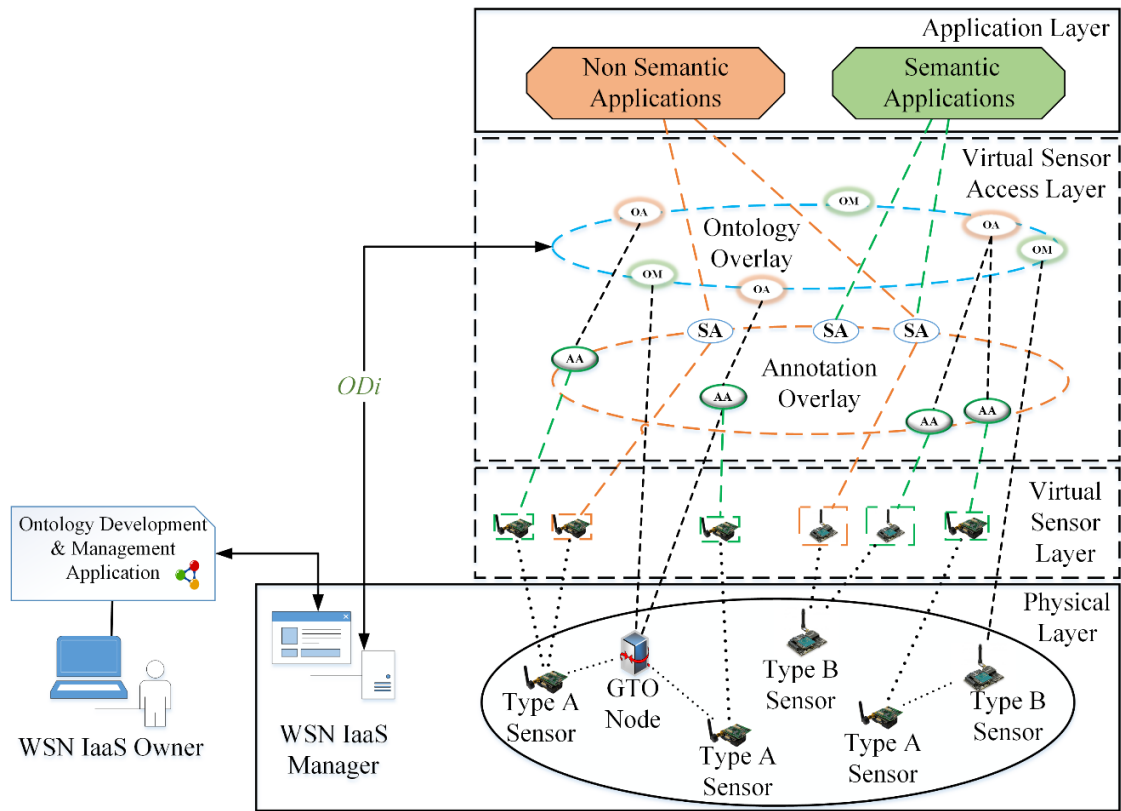 Application Layer
Non Semantic
Applications
Semantic
Applications
Virtual Sensor
Access Layer
OM
OA
OA
Ontology
Overlay
OM
OM
OA
SA
SA
SA
AA
Annotation
Overlay
ODi
AA
AA
AA
Virtual
Sensor
Layer
Ontology Development
& Management
Application
WSN IaaS Owner
WSN IaaS
Manager
Physical
Layer
Type A
Sensor
GTO
Node
Type B
Sensor
Type A
Sensor
Type A
Sensor
Type B
Sensor